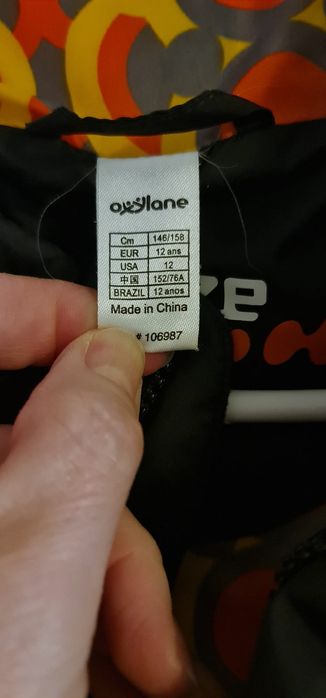 oxylane
Cm 146/158
EUR 12 ans
USA 12
中国 152/76A
BRAZIL 12 anos
Made in China
# 106987